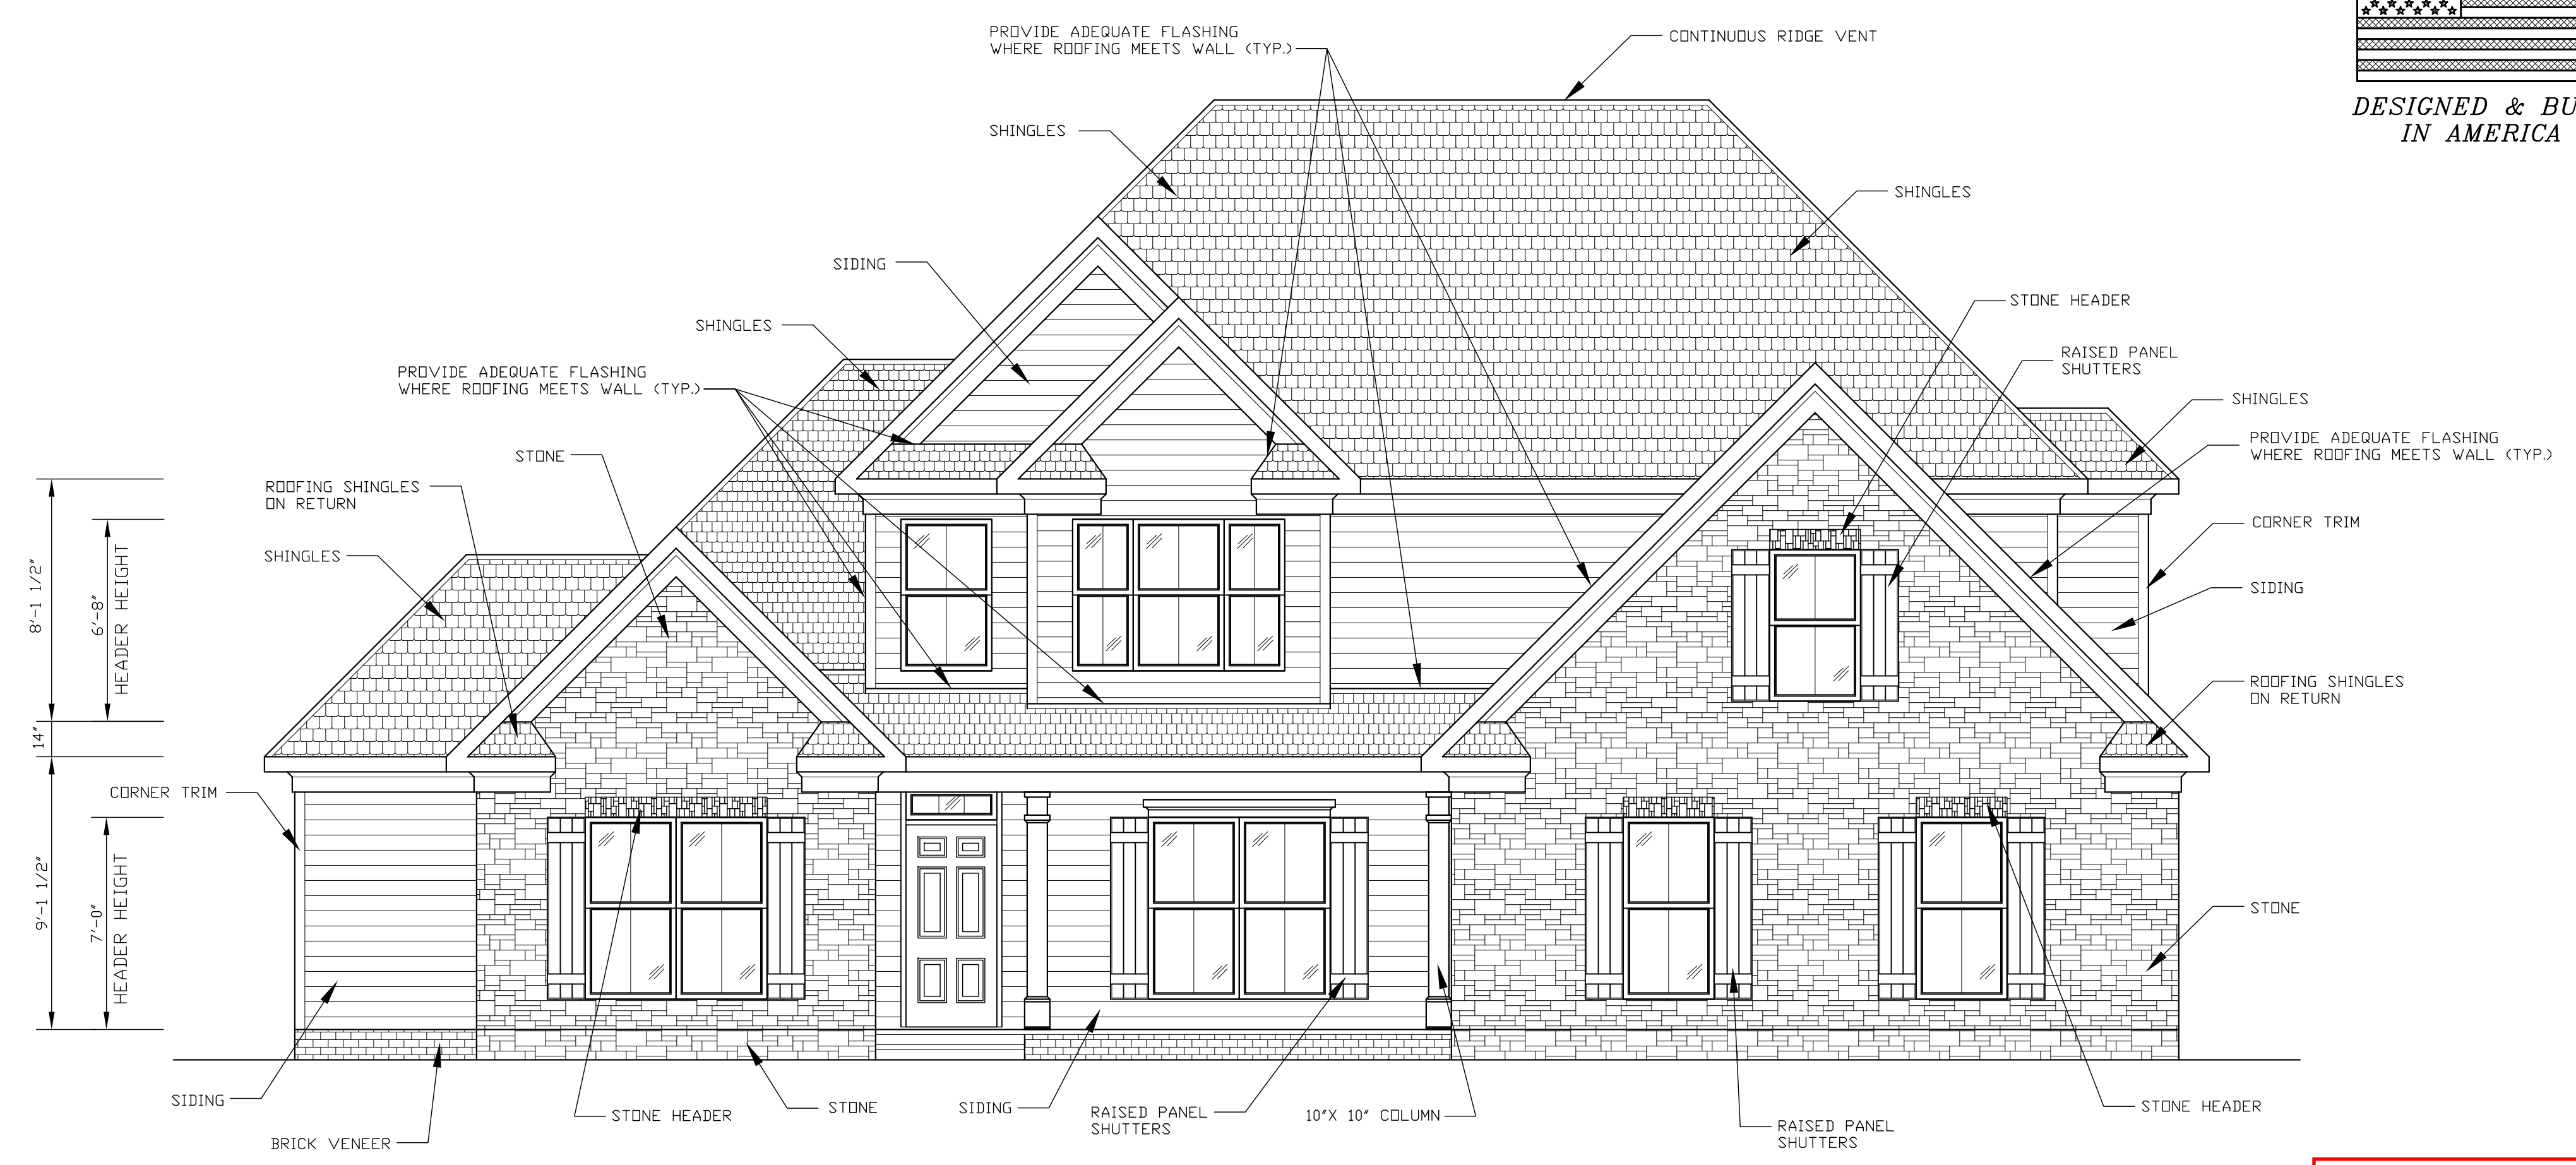 PROVIDE ADEQUATE FLASHING
WHERE ROOFING MEETS WALL (TYP.)
CONTINUOUS RIDGE VENT
DESIGNED & BU
IN AMERICA
SHINGLES
SHINGLES
SIDING
STONE HEADER
SHINGLES
RAISED PANEL
SHUTTERS
PROVIDE ADEQUATE FLASHING
WHERE ROOFING MEETS WALL (TYP.)
SHINGLES
PROVIDE ADEQUATE FLASHING
WHERE ROOFING MEETS WALL (TYP.)
STONE
ROOFING SHINGLES
ON RETURN
CORNER TRIM
SHINGLES
8'-1 1/2"
6'-8"
HEADER HEIGHT
SIDING
ROOFING SHINGLES
ON RETURN
14"
CORNER TRIM
9'-1 1/2"
7'-0"
HEADER HEIGHT
STONE
SIDING
STONE HEADER
STONE
SIDING
RAISED PANEL
SHUTTERS
10"X 10" COLUMN
RAISED PANEL
SHUTTERS
STONE HEADER
BRICK VENEER